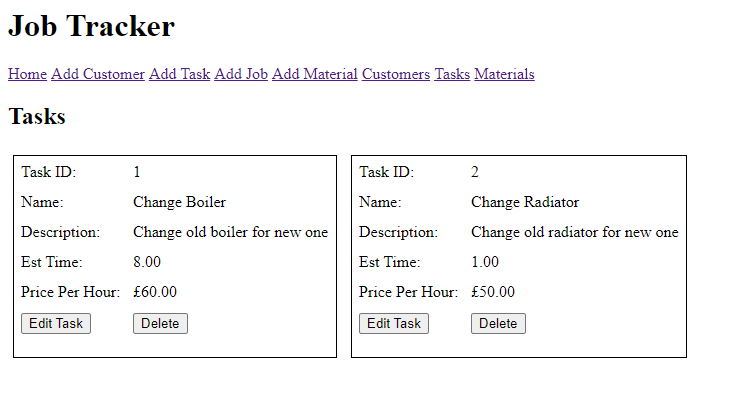 Job Tracker
Home Add Customer Add Task Add Job Add Material Customers Tasks Materials
Tasks
Task ID: 1
Name: Change Boiler
Description: Change old boiler for new one
Est Time: 8.00
Price Per Hour: £60.00
Edit Task Delete
Task ID: 2
Name: Change Radiator
Description: Change old radiator for new one
Est Time: 1.00
Price Per Hour: £50.00
Edit Task Delete